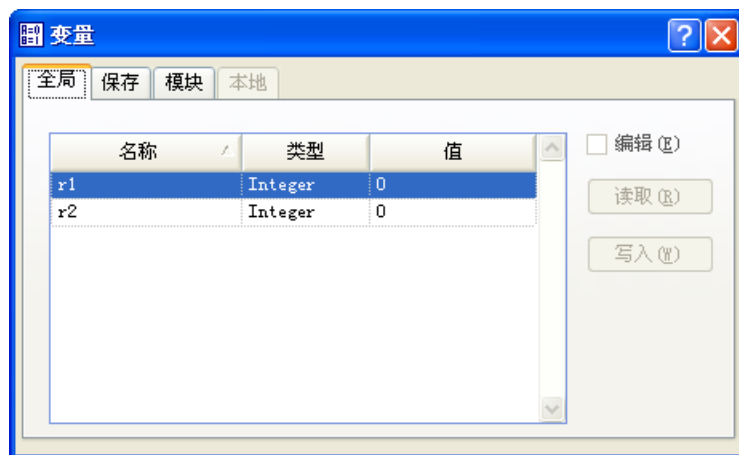 变量
全局 保存 模块 本地
名称 类型 值
r1 Integer 0
r2 Integer 0
编辑(E)
读取(R)
写入(W)